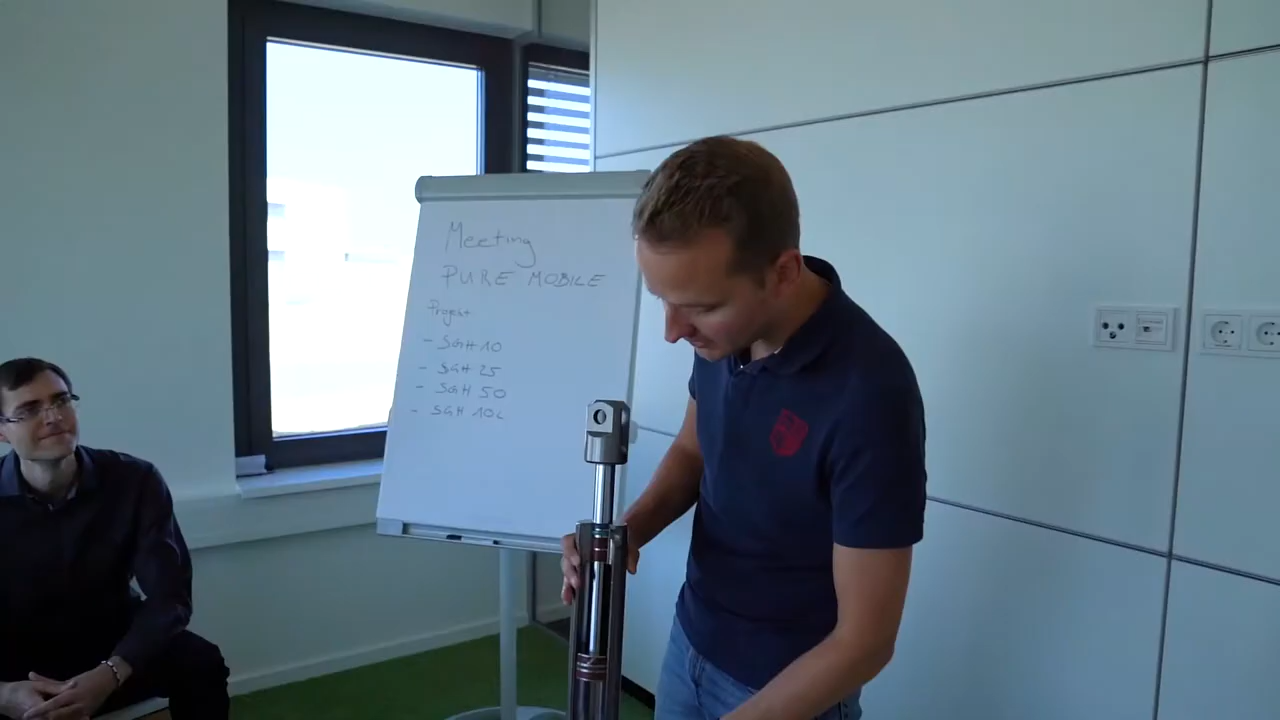 Meeting
PURE MOBILE
Projekt
- SGH 10
- SGH 25
- SGH 50
- SGH 10L